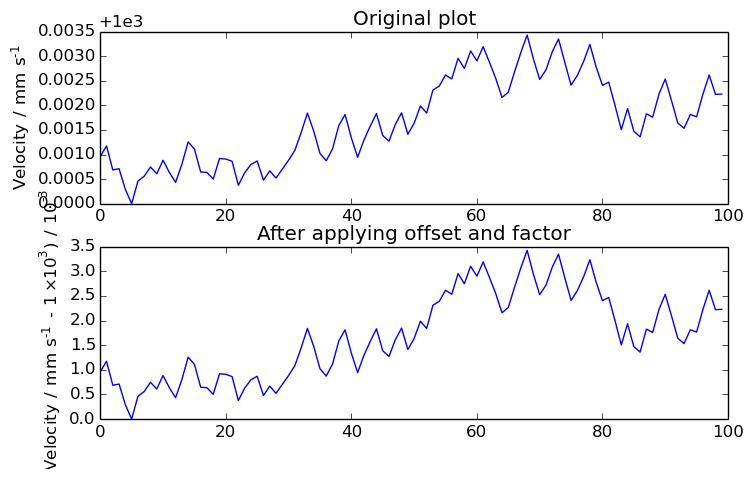 Original plot
+1e3
Velocity / mm s⁻¹
0.0035
0.0030
0.0025
0.0020
0.0015
0.0010
0.0005
0.0000
0 20 40 60 80 100
After applying offset and factor
(Velocity / mm s⁻¹ - 1 ×10³) / 10⁻³
3.5
3.0
2.5
2.0
1.5
1.0
0.5
0.0
0 20 40 60 80 100